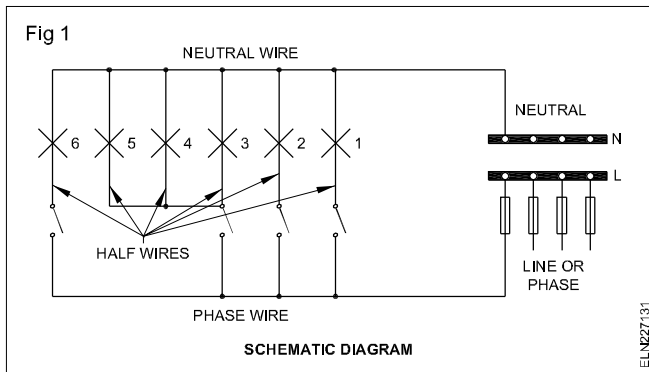 Fig 1
NEUTRAL WIRE
NEUTRAL
N
6 5 4 3 2 1
L
HALF WIRES
LINE OR
PHASE
PHASE WIRE
SCHEMATIC DIAGRAM
ELN227131